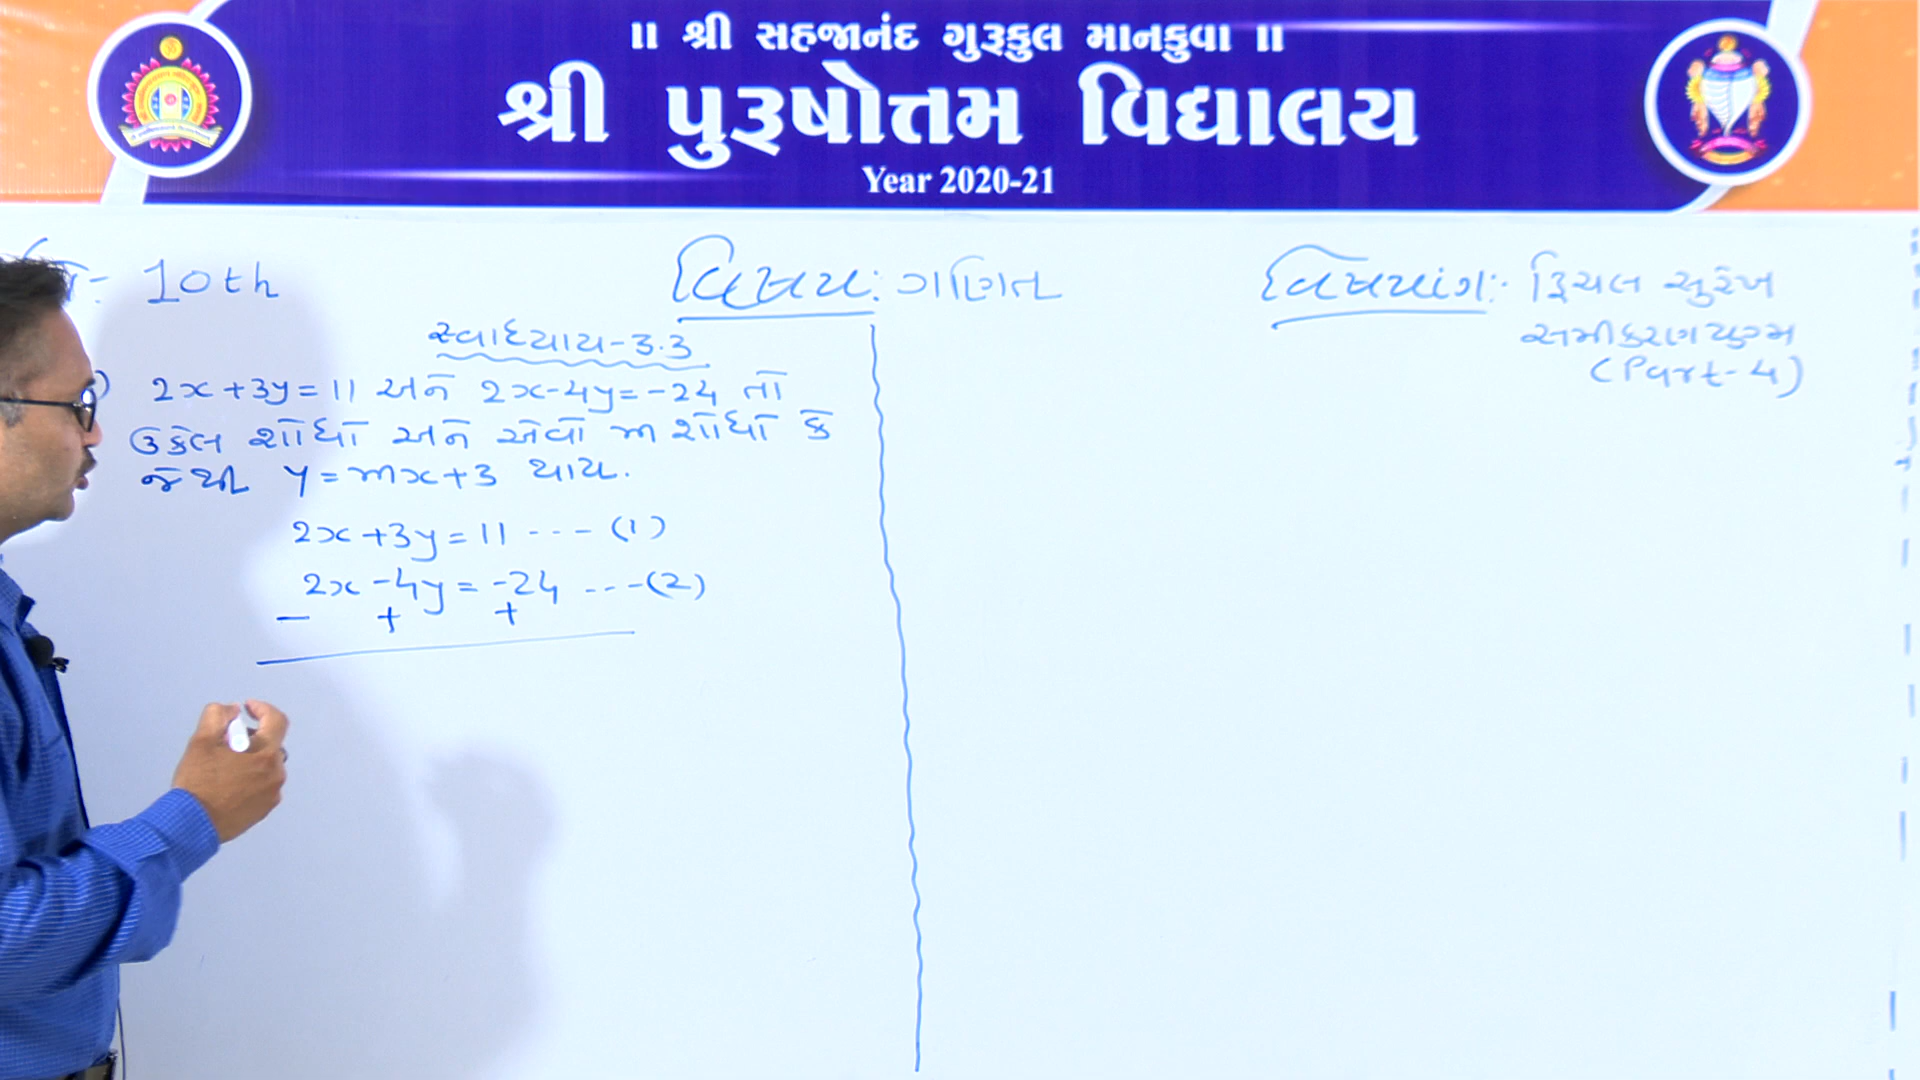 ॥ શ્રી સહજાનંદ ગુરૂકુલ માનકુવા ॥
શ્રી પુરૂષોત્તમ વિદ્યાલય
Year 2020-21
10th
વિષય: ગણિત
વિષયાંગ:- દ્વિચલ સુરેખ
સમીકરણયુગ્મ
(Part-4)
સ્વાધ્યાય-3.3
2x+3y=11 અને 2x-4y=-24 નો
ઉકેલ શોધો અને એવો m શોધો કે
જેથી y=mx+3 થાય.
2x+3y=11 ---(1)
2x-4y=-24 ---(2)
- + +